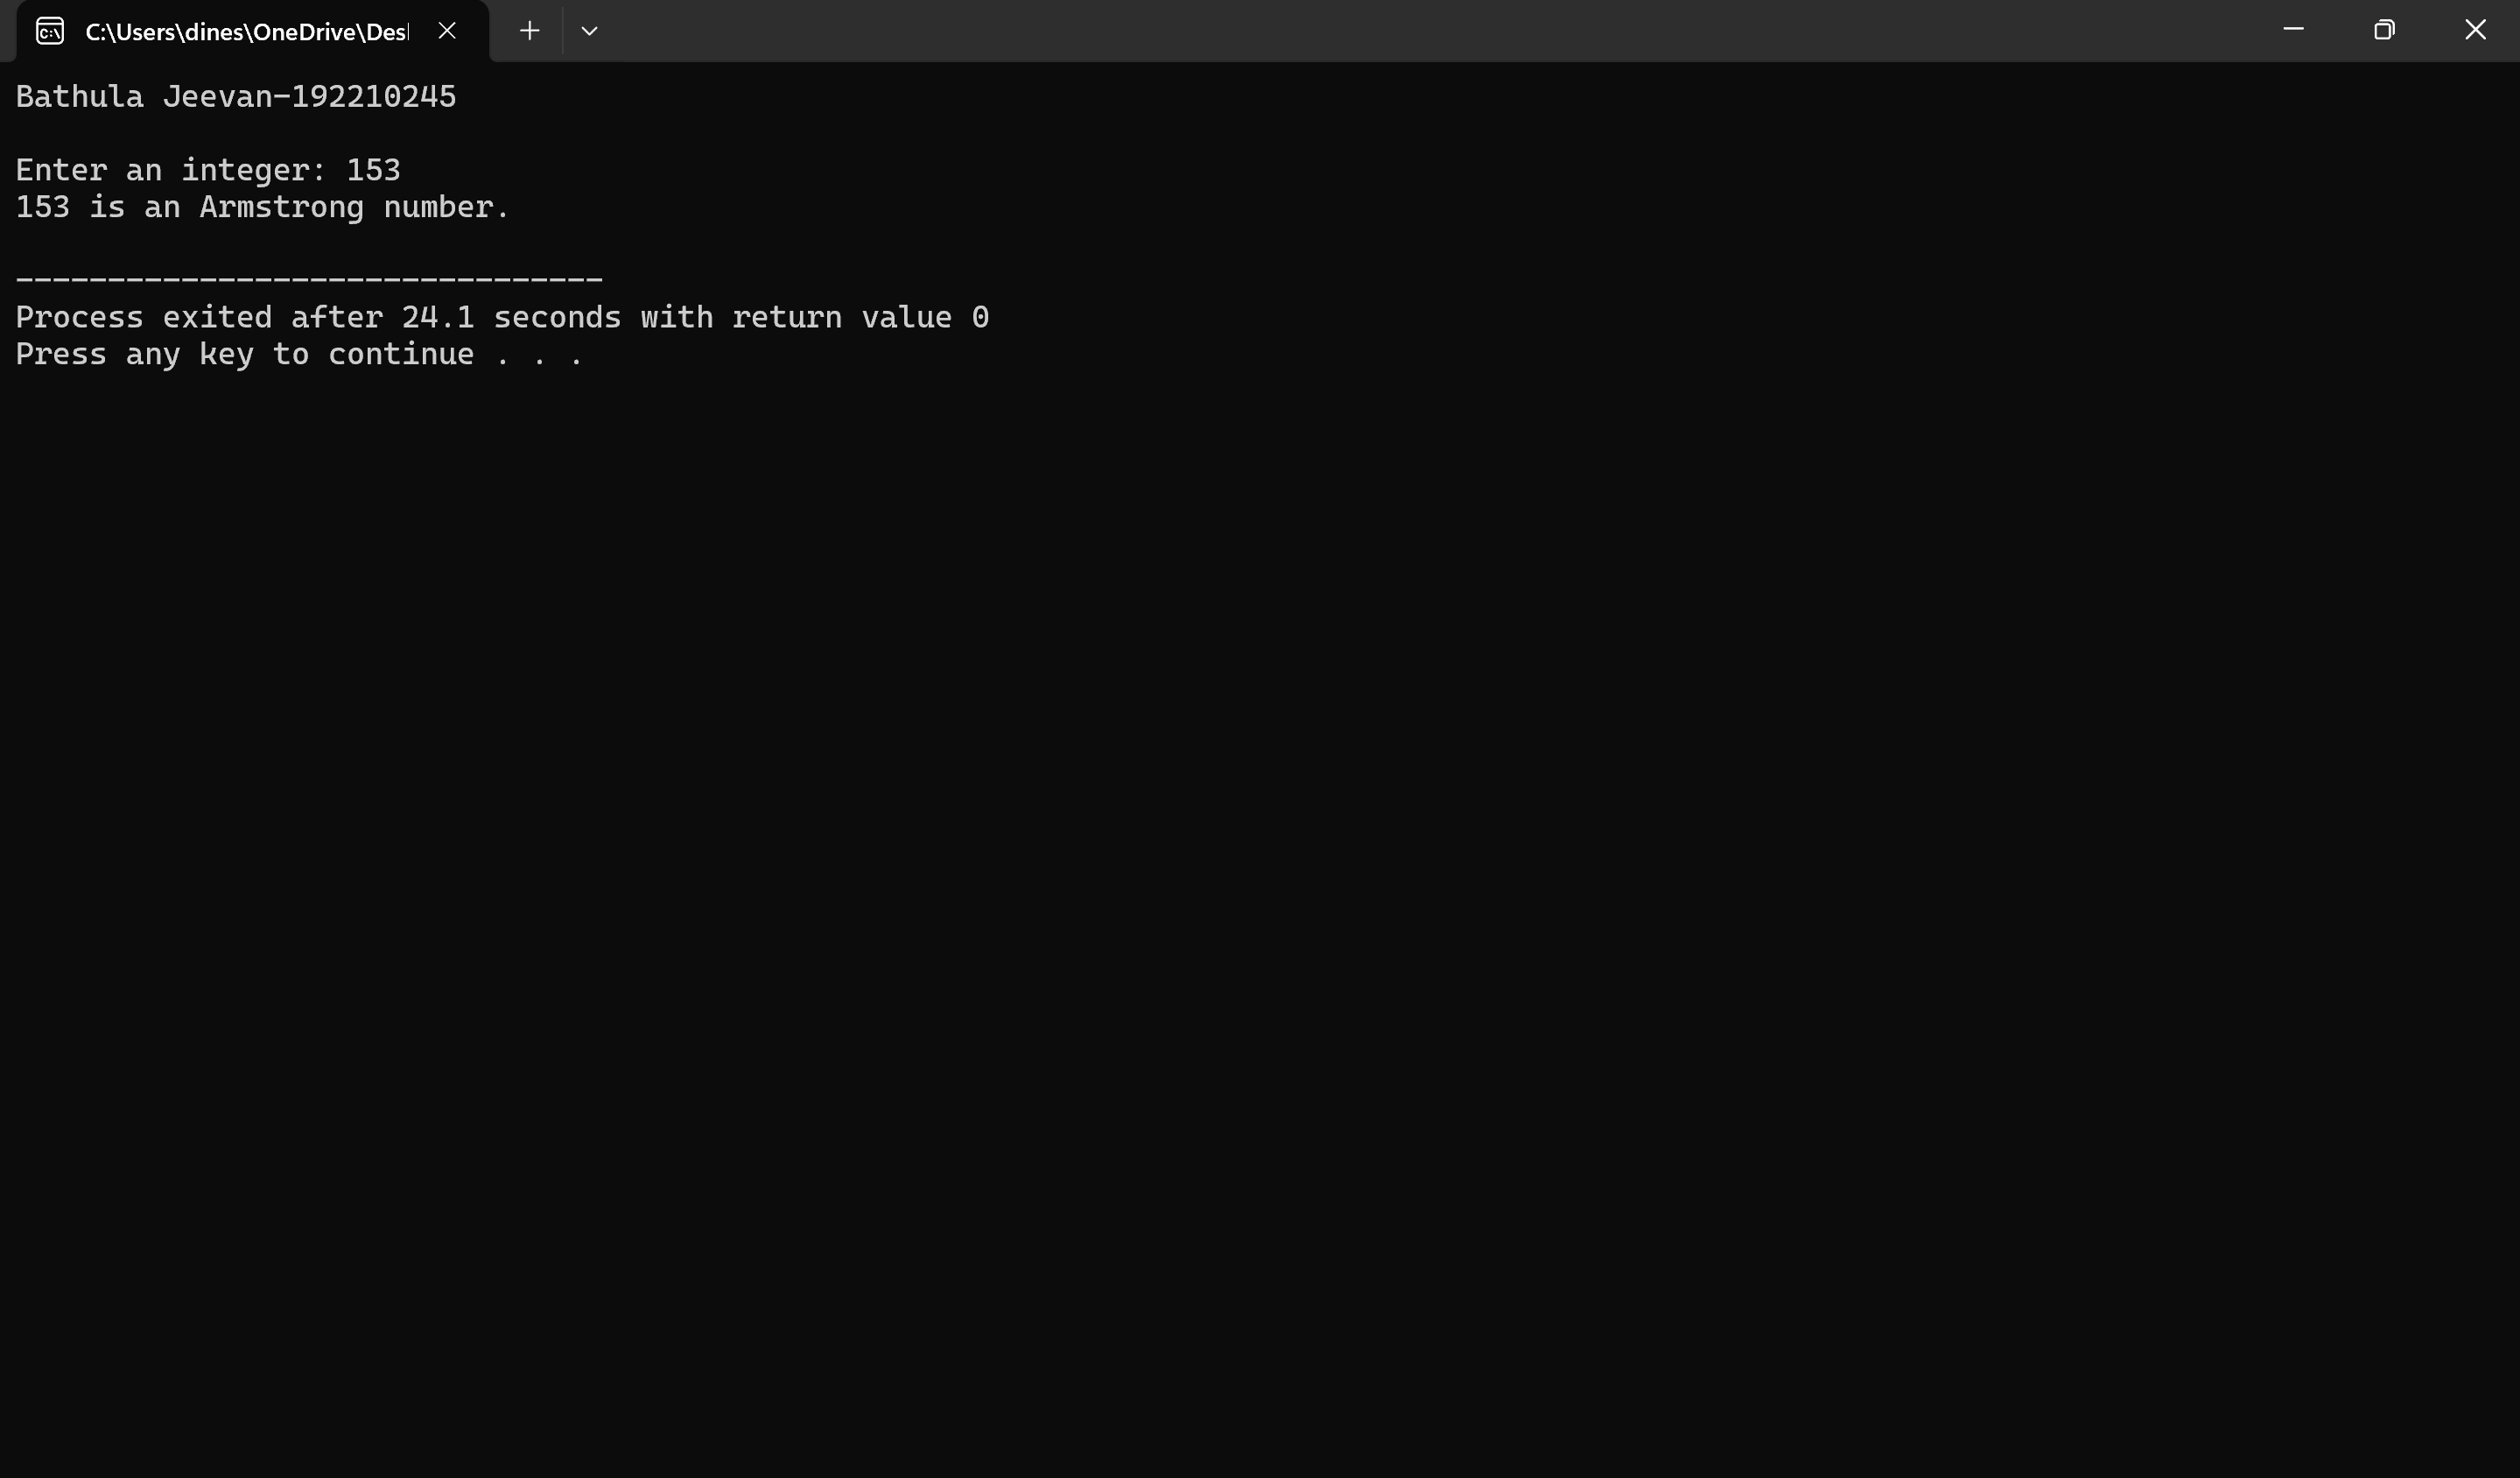 C:\Users\dines\OneDrive\Des
Bathula Jeevan-192210245
Enter an integer: 153
153 is an Armstrong number.
--------------------------------
Process exited after 24.1 seconds with return value 0
Press any key to continue . . .